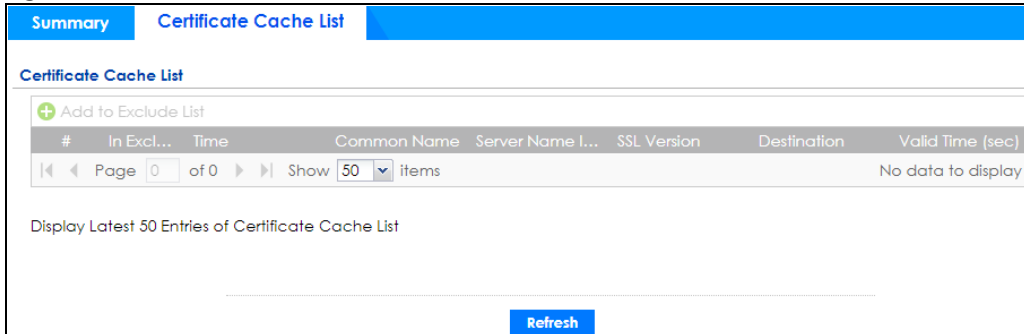 Summary Certificate Cache List
Certificate Cache List
Add to Exclude List
# In Excl... Time Common Name Server Name I... SSL Version Destination Valid Time (sec)
Page 0 of 0 Show 50 items No data to display
Display Latest 50 Entries of Certificate Cache List
Refresh